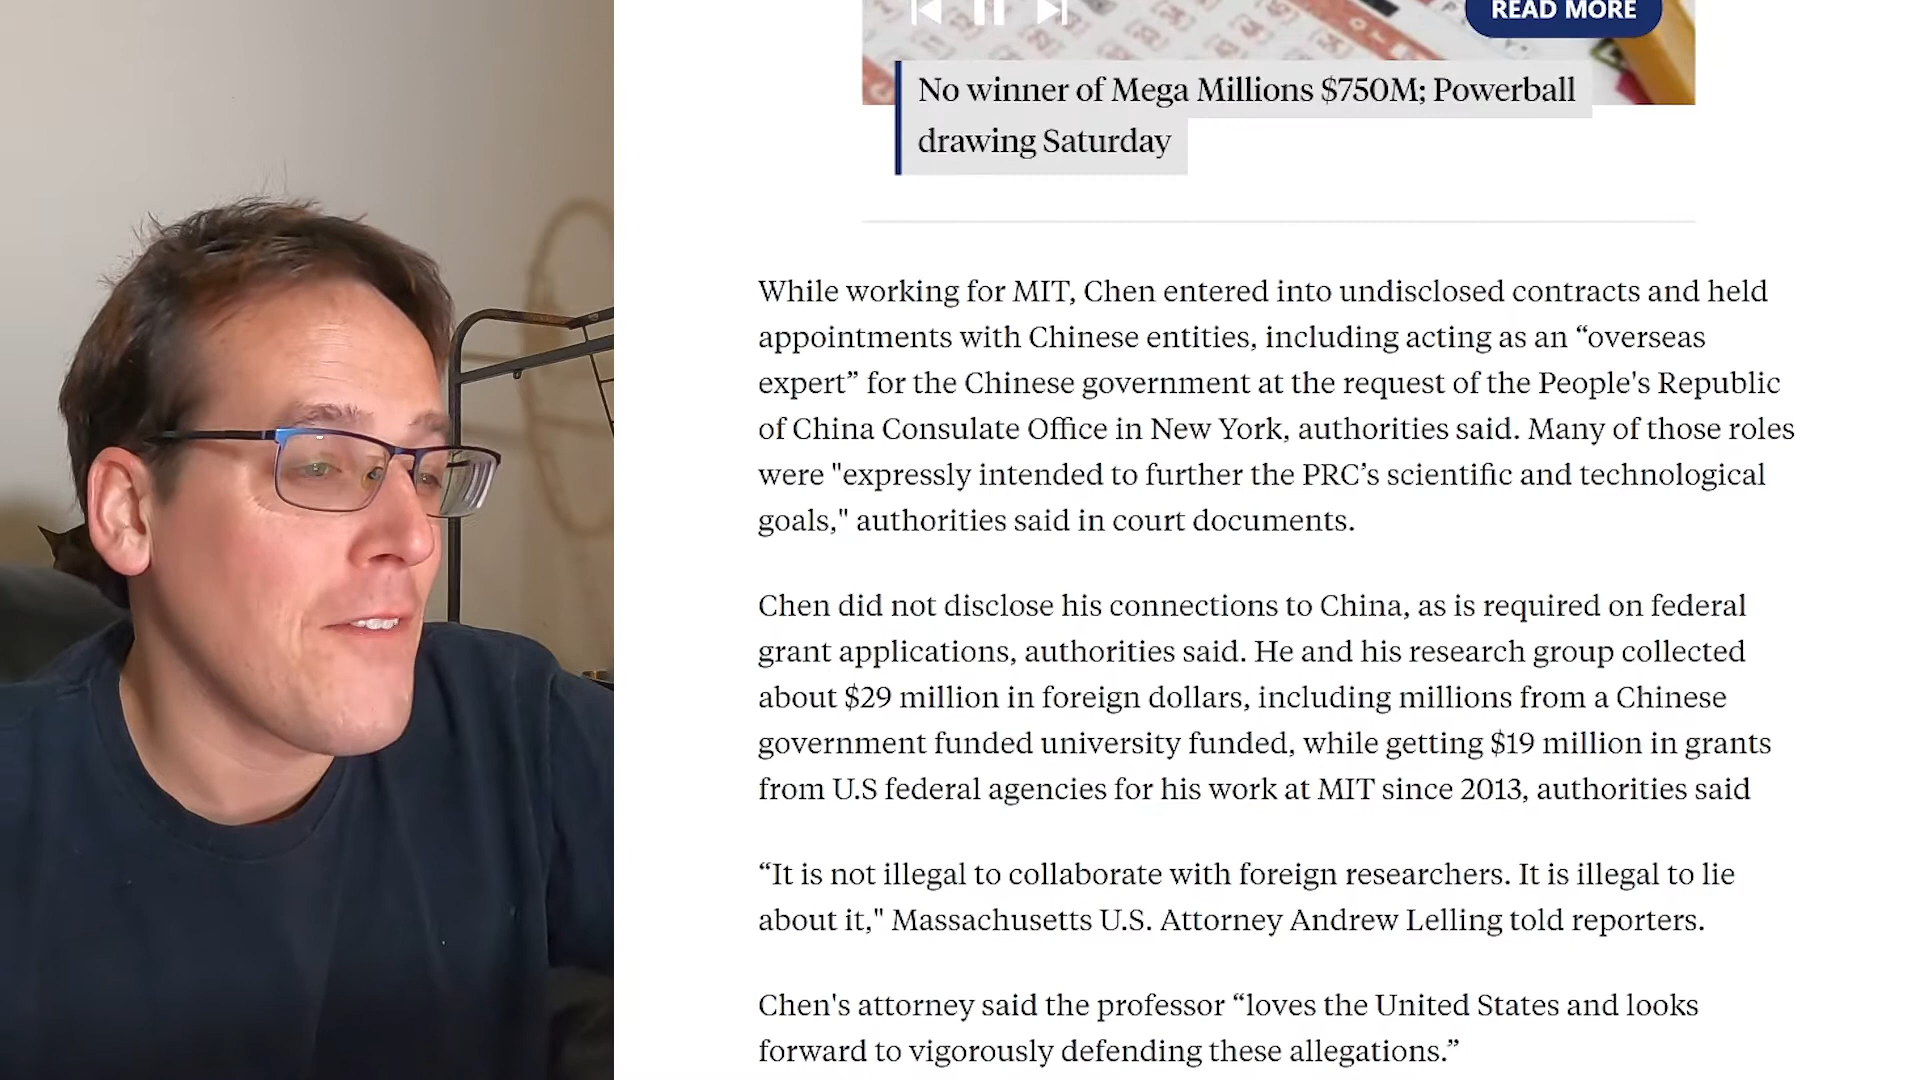 READ MORE
No winner of Mega Millions $750M; Powerball
drawing Saturday
While working for MIT, Chen entered into undisclosed contracts and held
appointments with Chinese entities, including acting as an “overseas
expert” for the Chinese government at the request of the People's Republic
of China Consulate Office in New York, authorities said. Many of those roles
were "expressly intended to further the PRC’s scientific and technological
goals," authorities said in court documents.
Chen did not disclose his connections to China, as is required on federal
grant applications, authorities said. He and his research group collected
about $29 million in foreign dollars, including millions from a Chinese
government funded university funded, while getting $19 million in grants
from U.S federal agencies for his work at MIT since 2013, authorities said
“It is not illegal to collaborate with foreign researchers. It is illegal to lie
about it," Massachusetts U.S. Attorney Andrew Lelling told reporters.
Chen's attorney said the professor “loves the United States and looks
forward to vigorously defending these allegations.”